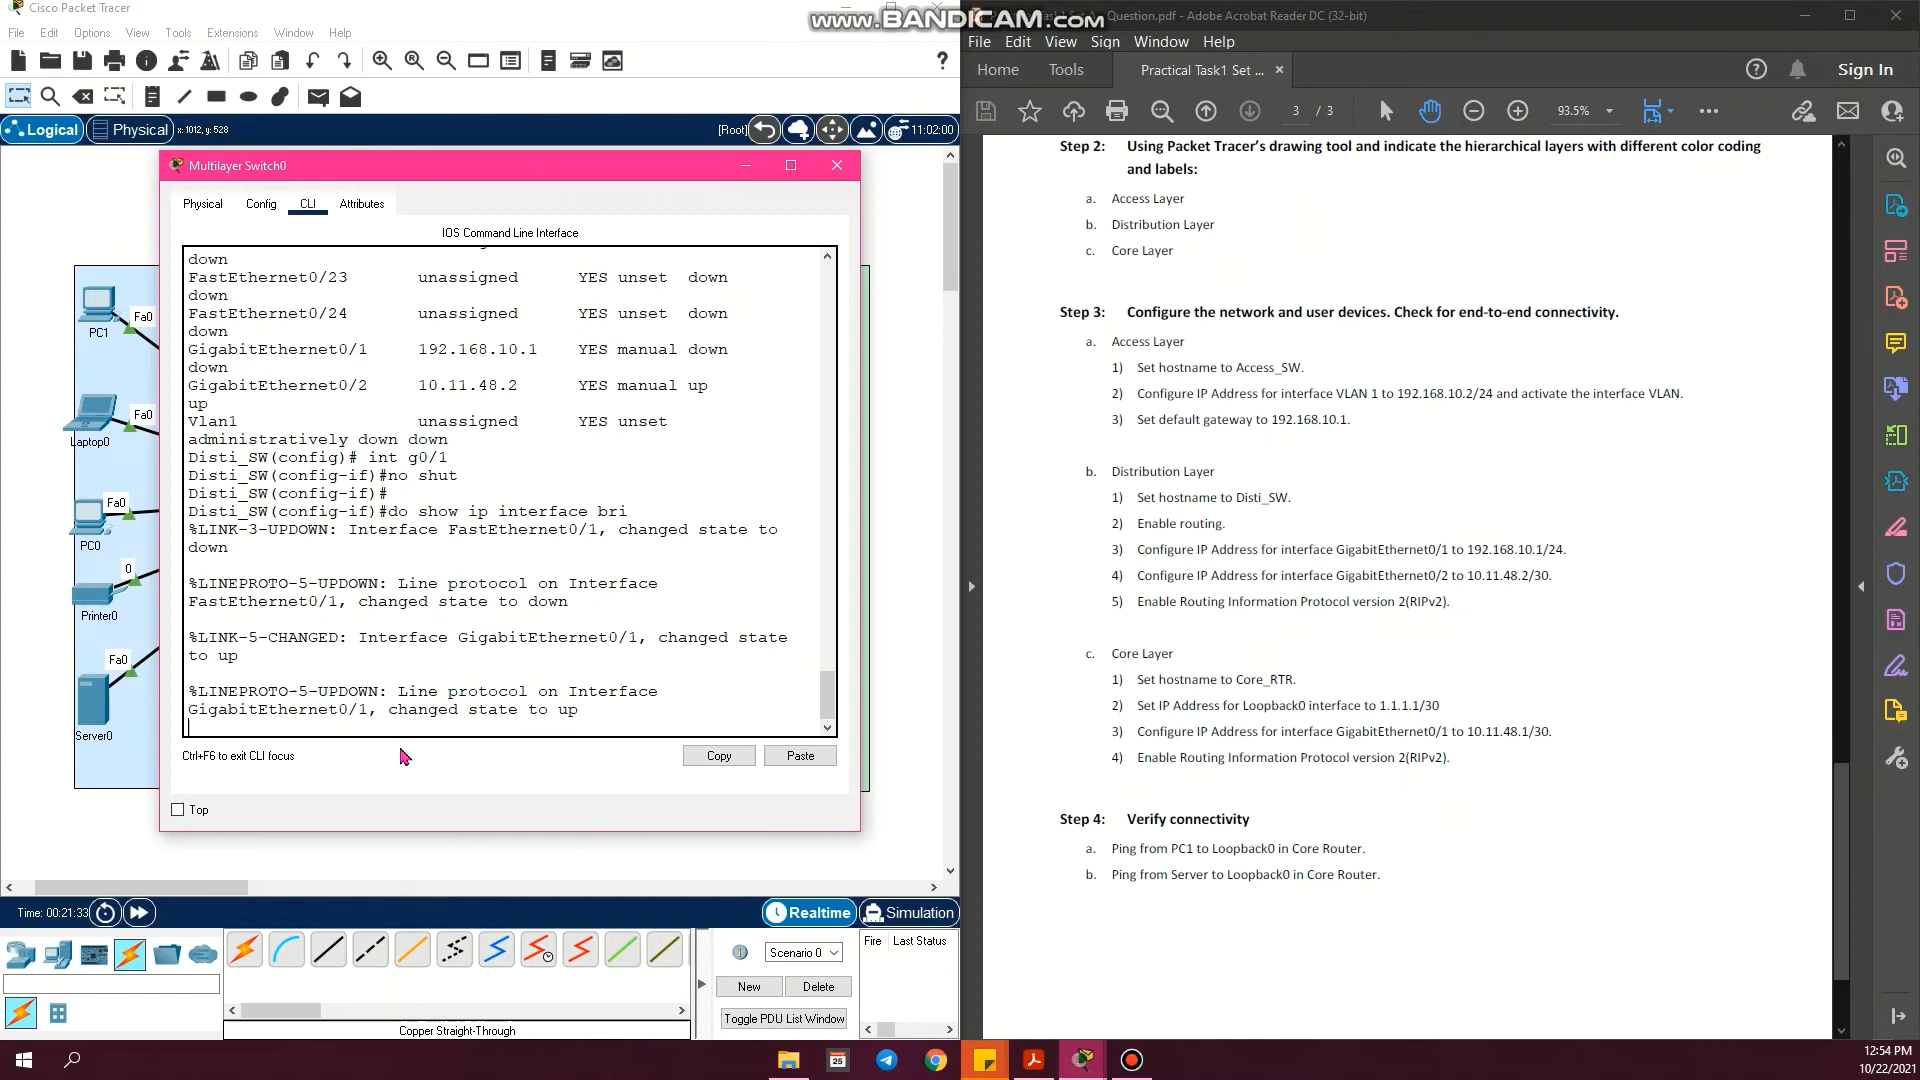 Cisco Packet Tracer
www.BANDICAM.com
Question.pdf - Adobe Acrobat Reader DC (32-bit)
File Edit Options View Tools Extensions Window Help
File Edit View Sign Window Help
Home Tools Practical Task1 Set ... × Sign In
3 / 3 93.5%
Logical Physical x: 1012, y: 528 [Root] 11:02:00
Multilayer Switch0
Physical Config CLI Attributes
IOS Command Line Interface
down
FastEthernet0/23 unassigned YES unset down
down
FastEthernet0/24 unassigned YES unset down
down
GigabitEthernet0/1 192.168.10.1 YES manual down
down
GigabitEthernet0/2 10.11.48.2 YES manual up
up
Vlan1 unassigned YES unset
administratively down down
Disti_SW(config)# int g0/1
Disti_SW(config-if)#no shut
Disti_SW(config-if)#
Disti_SW(config-if)#do show ip interface bri
%LINK-3-UPDOWN: Interface FastEthernet0/1, changed state to
down
%LINEPROTO-5-UPDOWN: Line protocol on Interface
FastEthernet0/1, changed state to down
%LINK-5-CHANGED: Interface GigabitEthernet0/1, changed state
to up
%LINEPROTO-5-UPDOWN: Line protocol on Interface
GigabitEthernet0/1, changed state to up
Ctrl+F6 to exit CLI focus
Copy Paste
Top
Fa0
PC1
Fa0
Laptop0
Fa0
PC0
0
Printer0
Fa0
Server0
Time: 00:21:33
Realtime Simulation
Scenario 0
Fire Last Status
New Delete
Toggle PDU List Window
Copper Straight-Through
Step 2: Using Packet Tracer’s drawing tool and indicate the hierarchical layers with different color coding
and labels:
a. Access Layer
b. Distribution Layer
c. Core Layer
Step 3: Configure the network and user devices. Check for end-to-end connectivity.
a. Access Layer
1) Set hostname to Access_SW.
2) Configure IP Address for interface VLAN 1 to 192.168.10.2/24 and activate the interface VLAN.
3) Set default gateway to 192.168.10.1.
b. Distribution Layer
1) Set hostname to Disti_SW.
2) Enable routing.
3) Configure IP Address for interface GigabitEthernet0/1 to 192.168.10.1/24.
4) Configure IP Address for interface GigabitEthernet0/2 to 10.11.48.2/30.
5) Enable Routing Information Protocol version 2(RIPv2).
c. Core Layer
1) Set hostname to Core_RTR.
2) Set IP Address for Loopback0 interface to 1.1.1.1/30
3) Configure IP Address for interface GigabitEthernet0/1 to 10.11.48.1/30.
4) Enable Routing Information Protocol version 2(RIPv2).
Step 4: Verify connectivity
a. Ping from PC1 to Loopback0 in Core Router.
b. Ping from Server to Loopback0 in Core Router.
25
12:54 PM
10/22/2021